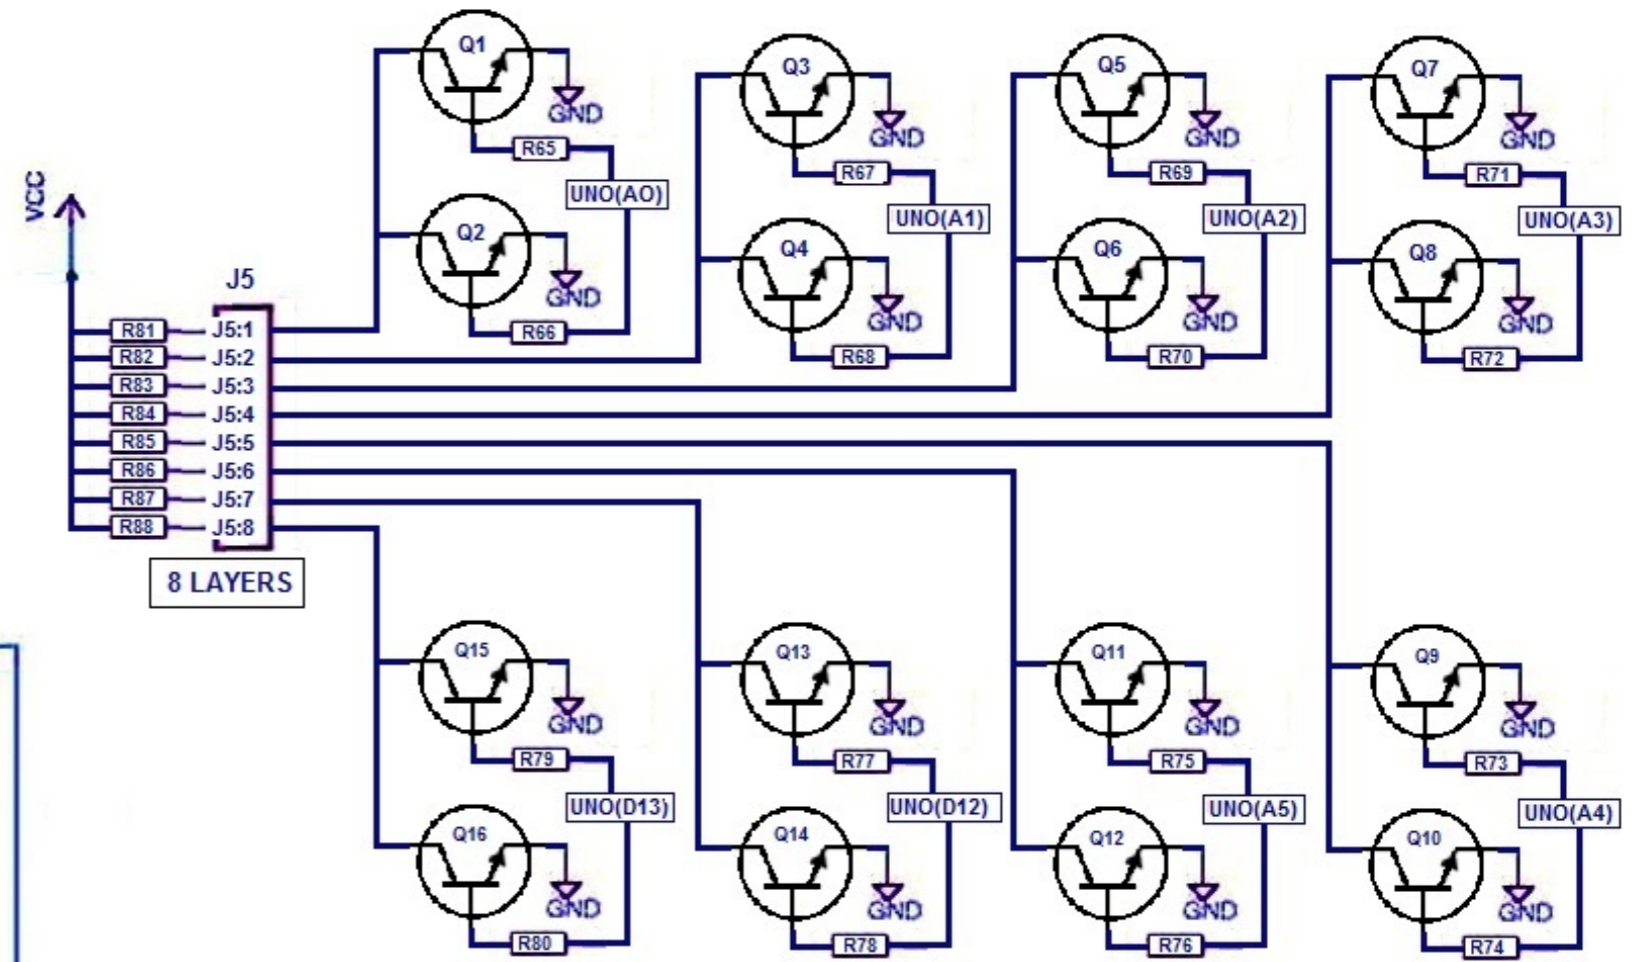 VCC
J5
R81 J5:1
R82 J5:2
R83 J5:3
R84 J5:4
R85 J5:5
R86 J5:6
R87 J5:7
R88 J5:8
8 LAYERS
Q1
GND
R65
UNO(AO)
Q2
GND
R66
Q3
GND
R67
UNO(A1)
Q4
GND
R68
Q5
GND
R69
UNO(A2)
Q6
GND
R70
Q7
GND
R71
UNO(A3)
Q8
GND
R72
Q15
GND
R79
UNO(D13)
Q16
GND
R80
Q13
GND
R77
UNO(D12)
Q14
GND
R78
Q11
GND
R75
UNO(A5)
Q12
GND
R76
Q9
GND
R73
UNO(A4)
Q10
GND
R74